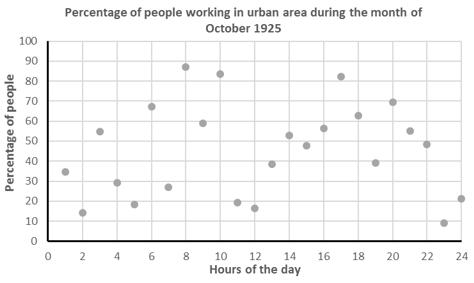 Percentage of people working in urban area during the month of
October 1925
Percentage of people
100
90
80
70
60
50
40
30
20
10
0
0 2 4 6 8 10 12 14 16 18 20 22 24
Hours of the day